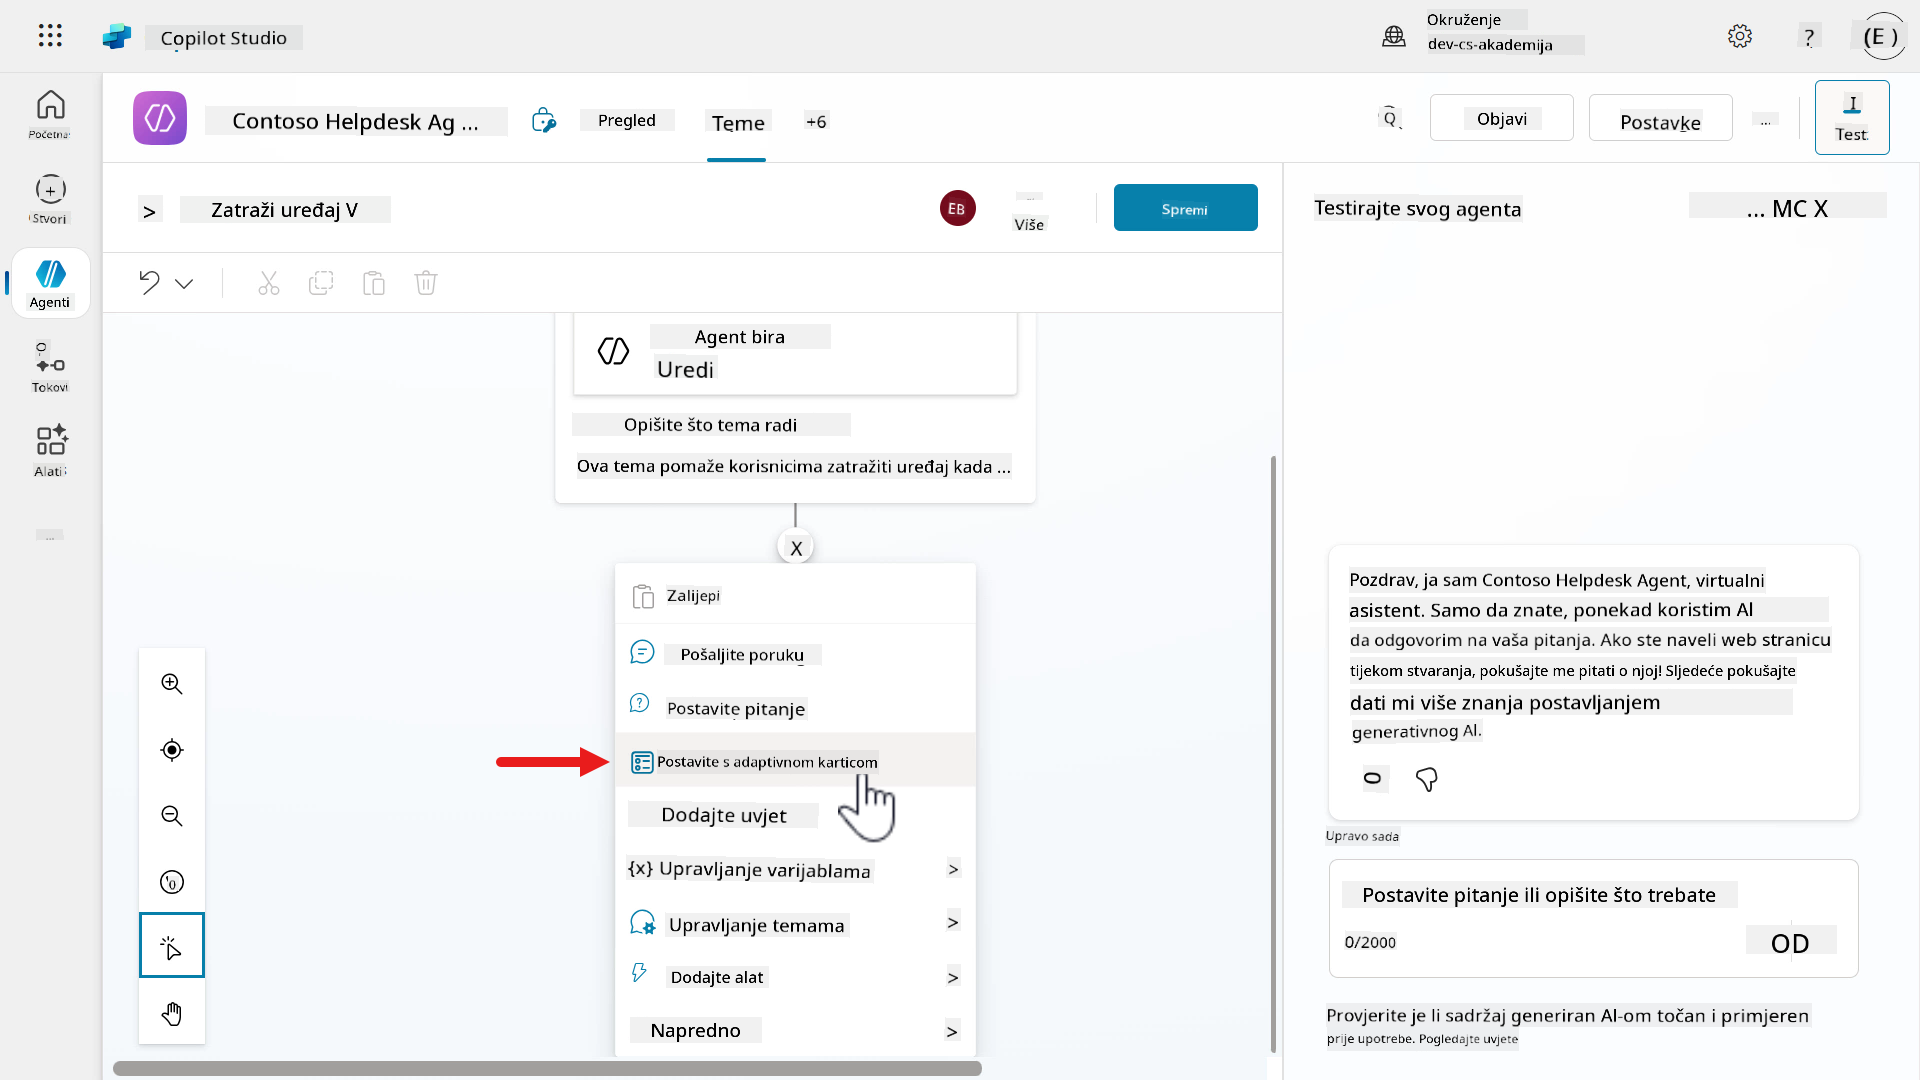 Copilot Studio
Okruženje
dev-cs-akademija
?
(E )
Početna
Contoso Helpdesk Ag ...
Pregled
Teme
+6
Objavi
Postavke
...
Test
Stvori
> Zatraži uređaj V
EB
Više
Spremi
Testirajte svog agenta
... MC X
Agenti
Agent bira
Uredi
Tokovi
Opišite što tema radi
Alati
Ova tema pomaže korisnicima zatražiti uređaj kada ...
X
Zalijepi
Pošaljite poruku
Postavite pitanje
Postavite s adaptivnom karticom
Dodajte uvjet
{x} Upravljanje varijablama >
Upravljanje temama >
Dodajte alat >
Napredno >
Pozdrav, ja sam Contoso Helpdesk Agent, virtualni
asistent. Samo da znate, ponekad koristim AI
da odgovorim na vaša pitanja. Ako ste naveli web stranicu
tijekom stvaranja, pokušajte me pitati o njoj! Sljedeće pokušajte
dati mi više znanja postavljanjem
generativnog AI.
Upravo sada
Postavite pitanje ili opišite što trebate
0/2000
OD
Provjerite je li sadržaj generiran AI-om točan i primjeren
prije upotrebe. Pogledajte uvjete